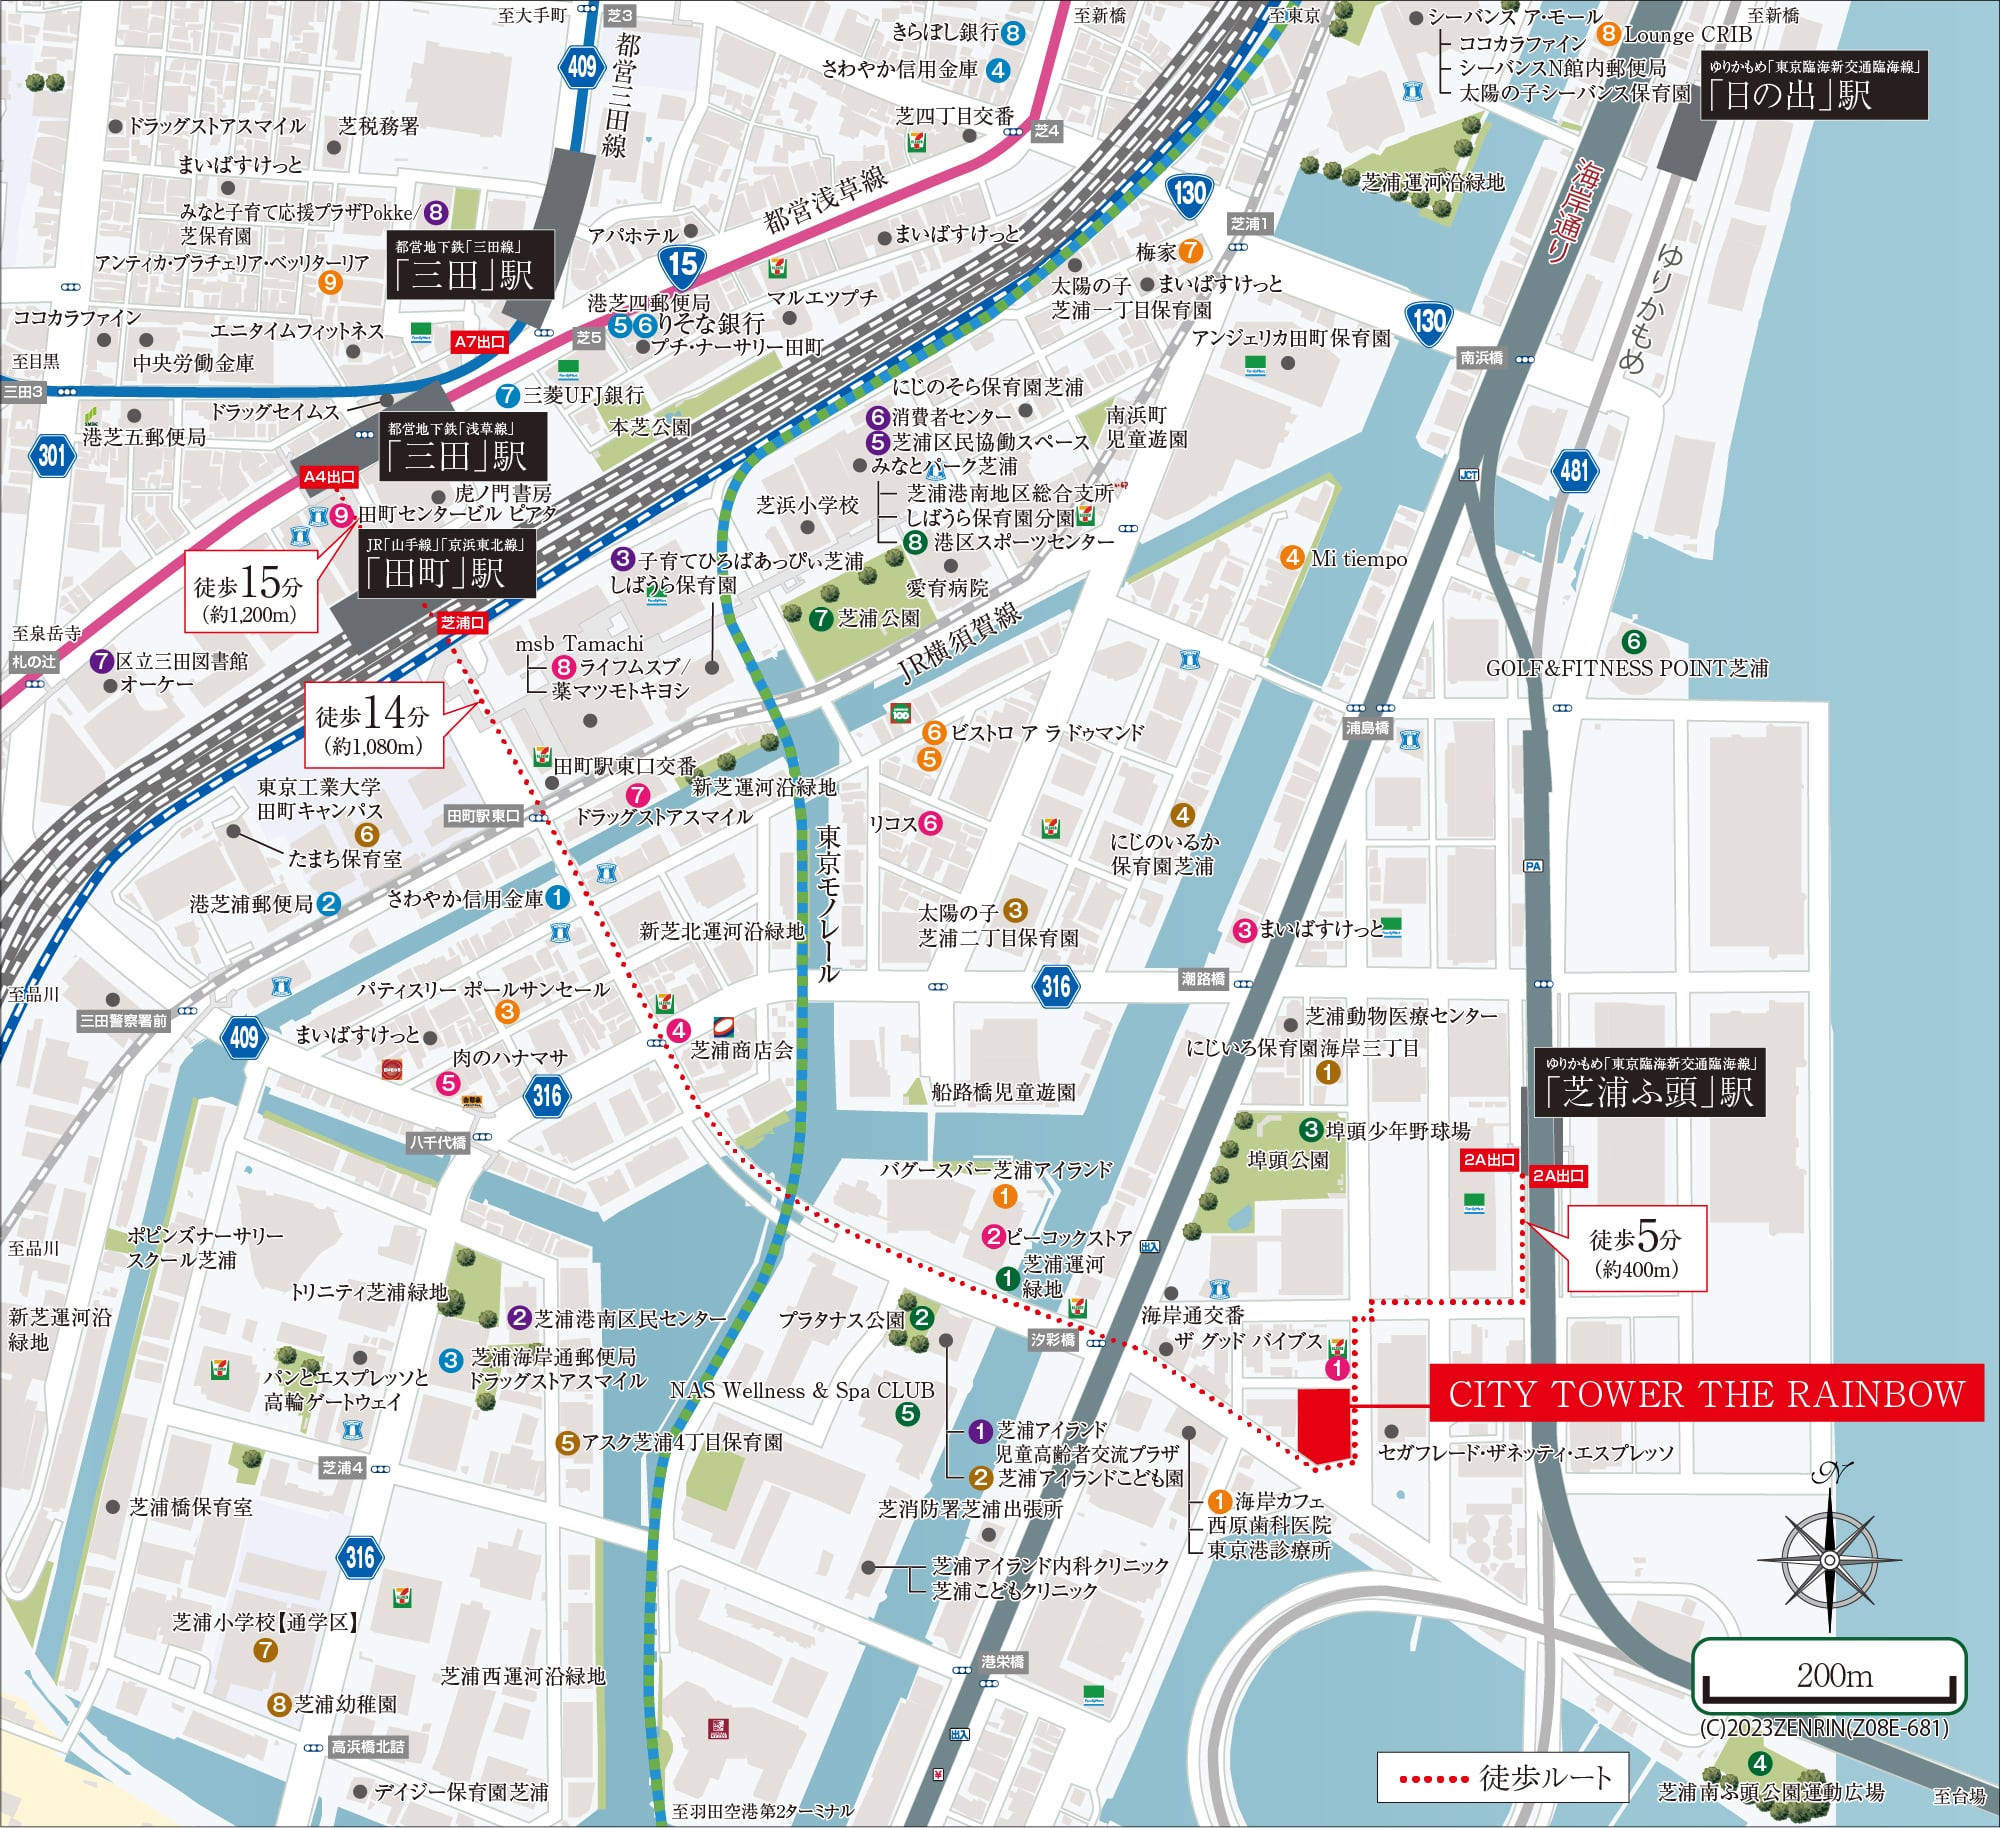 至大手町
芝3
409
都営三田線
きらぼし銀行8
さわやか信用金庫 4
至新橋
至東京
シーバンス ア・モール
ココカラファイン
シーバンスN館内郵便局
太陽の子シーバンス保育園
8 Lounge CRIB
至新橋
ゆりかもめ「東京臨海新交通臨海線」
「日の出」駅
ドラッグストアスマイル
芝税務署
まいばすけっと
芝四丁目交番
芝4
みなと子育て応援プラザPokke/8
芝保育園
都営地下鉄「三田線」
「三田」駅
アンティカ・ブラチェリア・ベッリターリア
9
アパホテル
都営浅草線
15
まいばすけっと
130
芝浦1
梅家7
芝浦運河沿緑地
海岸通り
ゆりかもめ
太陽の子
芝浦一丁目保育園
まいばすけっと
ココカラファイン
エニタイムフィットネス
A7出口
芝5
港芝四郵便局
56りそな銀行
プチ・ナーサリー田町
マルエツプチ
アンジェリカ田町保育園
130
南浜橋
至目黒
中央労働金庫
三田3
ドラッグセイムス
7三菱UFJ銀行
本芝公園
港芝五郵便局
301
都営地下鉄「浅草線」
「三田」駅
A4出口
虎ノ門書房
9田町センタービル ピアタ
JR「山手線」「京浜東北線」
「田町」駅
徒歩15分
(約1,200m)
にじのそら保育園芝浦
6消費者センター
5芝浦区民協働スペース
みなとパーク芝浦
芝浦港南地区総合支所
しばうら保育園分園
8 港区スポーツセンター
南浜町
児童遊園
芝浜小学校
愛育病院
7 芝浦公園
JR横須賀線
481
JCT
4 Mi tiempo
3子育てひろばあっぴぃ芝浦
しばうら保育園
芝浦口
至泉岳寺
札の辻
7区立三田図書館
オーケー
msb Tamachi
8ライフムスブ/
薬マツモトキヨシ
徒歩14分
(約1,080m)
6
GOLF&FITNESS POINT芝浦
浦島橋
6 ビストロ ア ラ ドゥマンド
5
田町駅東口交番
7
ドラッグストアスマイル
新芝運河沿緑地
田町駅東口
東京工業大学
田町キャンパス
6
たまち保育室
東京モノレール
リコス6
4
にじのいるか
保育園芝浦
PA
港芝浦郵便局2
さわやか信用金庫1
新芝北運河沿緑地
太陽の子3
芝浦二丁目保育園
3まいばすけっと
至品川
三田警察署前
409
パティスリー ポールサンセール
3
まいばすけっと
肉のハナマサ
5
316
4
芝浦商店会
316
潮路橋
芝浦動物医療センター
にじいろ保育園海岸三丁目
1
船路橋児童遊園
ゆりかもめ「東京臨海新交通臨海線」
「芝浦ふ頭」駅
八千代橋
3埠頭少年野球場
埠頭公園
2A出口
2A出口
徒歩5分
(約400m)
バグースバー芝浦アイランド
1
2ピーコックストア
1芝浦運河
緑地
出入
至品川
ポピンズナーサリー
スクール芝浦
新芝運河沿
緑地
トリニティ芝浦緑地
2芝浦港南区民センター
プラタナス公園2
汐彩橋
海岸通交番
ザ グッド バイブス
1
3 芝浦海岸通郵便局
ドラッグストアスマイル
パンとエスプレッソと
高輪ゲートウェイ
NAS Wellness & Spa CLUB
5
CITY TOWER THE RAINBOW
セガフレード・ザネッティ・エスプレッソ
1芝浦アイランド
児童高齢者交流プラザ
2芝浦アイランドこども園
5アスク芝浦4丁目保育園
芝浦4
芝浦橋保育室
芝消防署芝浦出張所
1海岸カフェ
西原歯科医院
東京港診療所
N
316
芝浦アイランド内科クリニック
芝浦こどもクリニック
芝浦小学校【通学区】
7
芝浦西運河沿緑地
8芝浦幼稚園
港栄橋
200m
(C)2023ZENRIN(Z08E-681)
高浜橋北詰
デイジー保育園芝浦
出入
徒歩ルート
4
芝浦南ふ頭公園運動広場
至羽田空港第2ターミナル
至台場